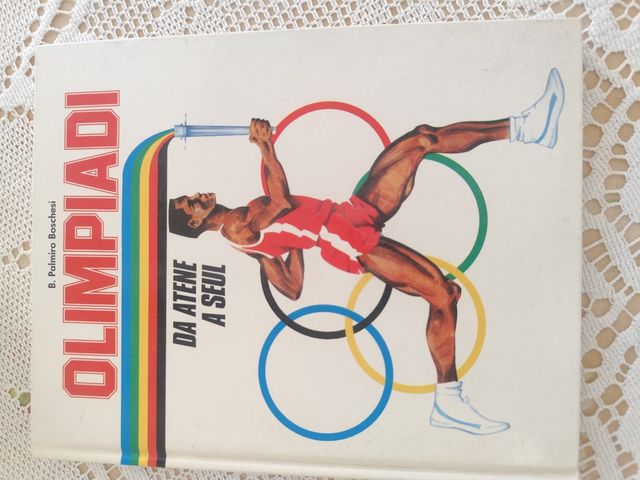 B. Palmiro Boschesi
OLIMPIADI
DA ATENE
A SEUL